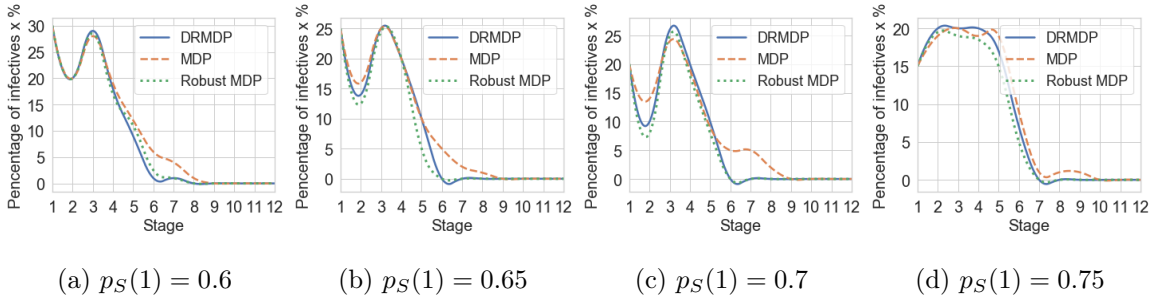 Pencentage of infectives x %
30
25
20
15
10
5
0
1 2 3 4 5 6 7 8 9 10 11 12
Stage
DRMDP
MDP
Robust MDP
(a) p_S(1) = 0.6
Pencentage of infectives x %
25
20
15
10
5
0
1 2 3 4 5 6 7 8 9 10 11 12
Stage
DRMDP
MDP
Robust MDP
(b) p_S(1) = 0.65
Pencentage of infectives x %
25
20
15
10
5
0
1 2 3 4 5 6 7 8 9 10 11 12
Stage
DRMDP
MDP
Robust MDP
(c) p_S(1) = 0.7
Pencentage of infectives x %
20
15
10
5
0
1 2 3 4 5 6 7 8 9 10 11 12
Stage
DRMDP
MDP
Robust MDP
(d) p_S(1) = 0.75